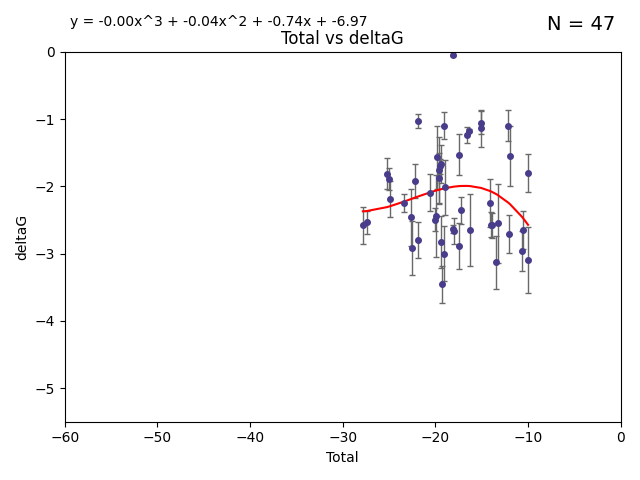 y = -0.00x^3 + -0.04x^2 + -0.74x + -6.97
N = 47
Total vs deltaG
0
−1
−2
−3
−4
−5
deltaG
−60 −50 −40 −30 −20 −10 0
Total